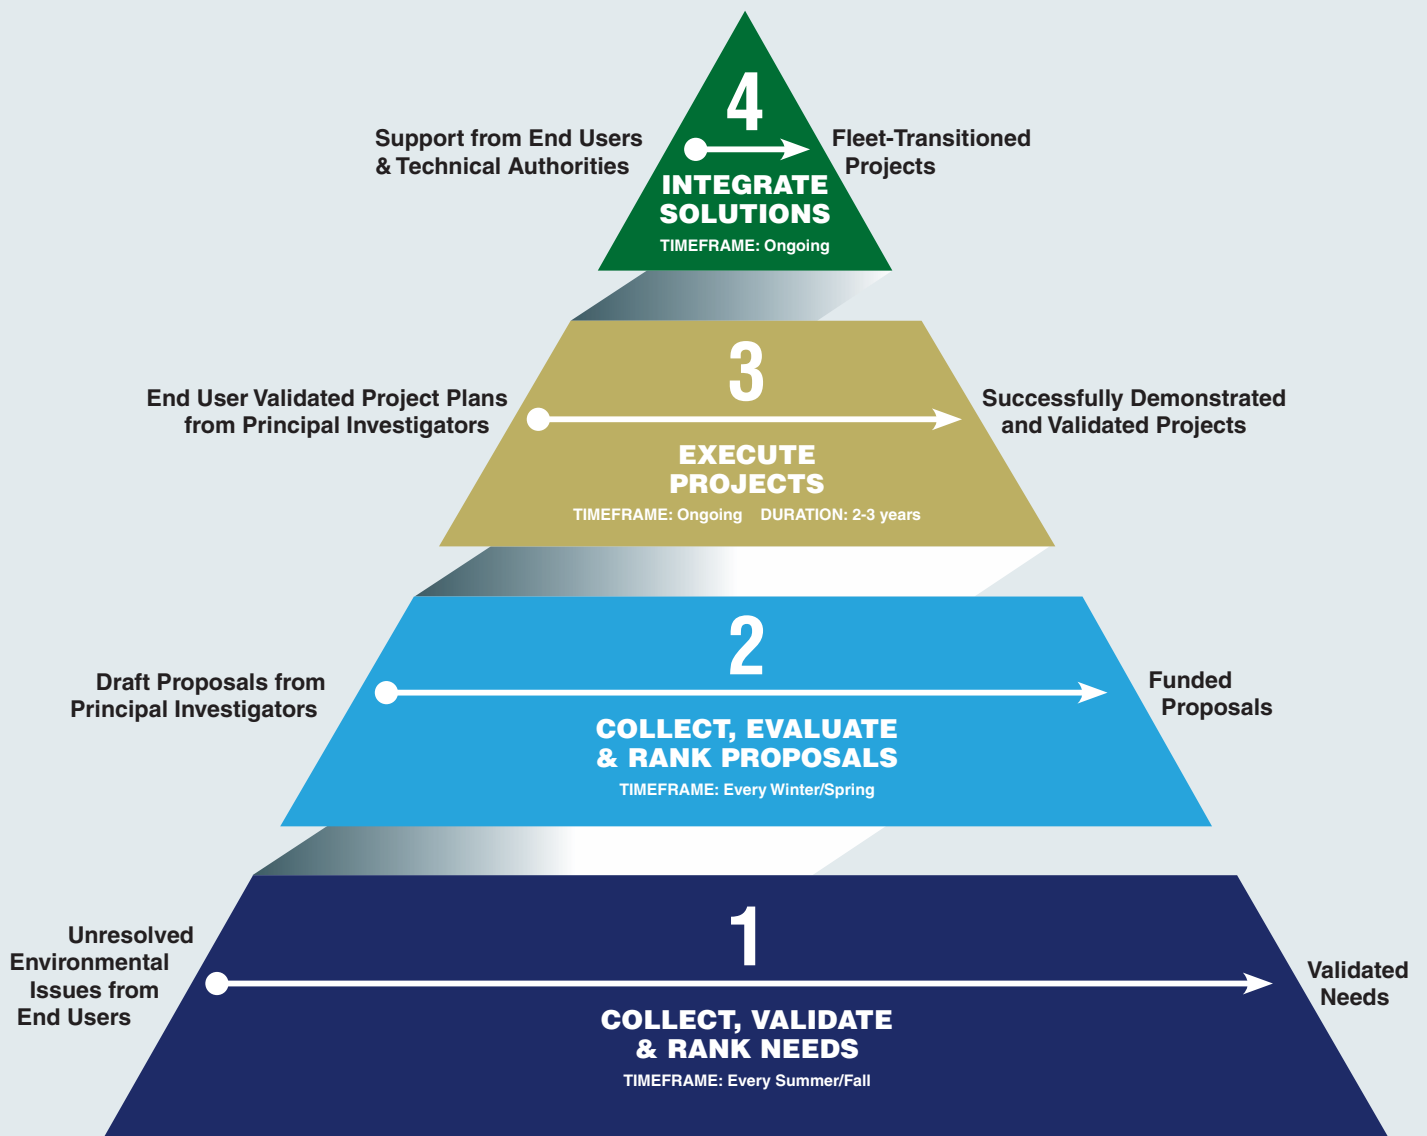 4
Support from End Users
& Technical Authorities
Fleet-Transitioned
Projects
INTEGRATE
SOLUTIONS
TIMEFRAME: Ongoing
3
End User Validated Project Plans
from Principal Investigators
Successfully Demonstrated
and Validated Projects
EXECUTE
PROJECTS
TIMEFRAME: Ongoing DURATION: 2-3 years
2
Draft Proposals from
Principal Investigators
Funded
Proposals
COLLECT, EVALUATE
& RANK PROPOSALS
TIMEFRAME: Every Winter/Spring
1
Unresolved
Environmental
Issues from
End Users
Validated
Needs
COLLECT, VALIDATE
& RANK NEEDS
TIMEFRAME: Every Summer/Fall